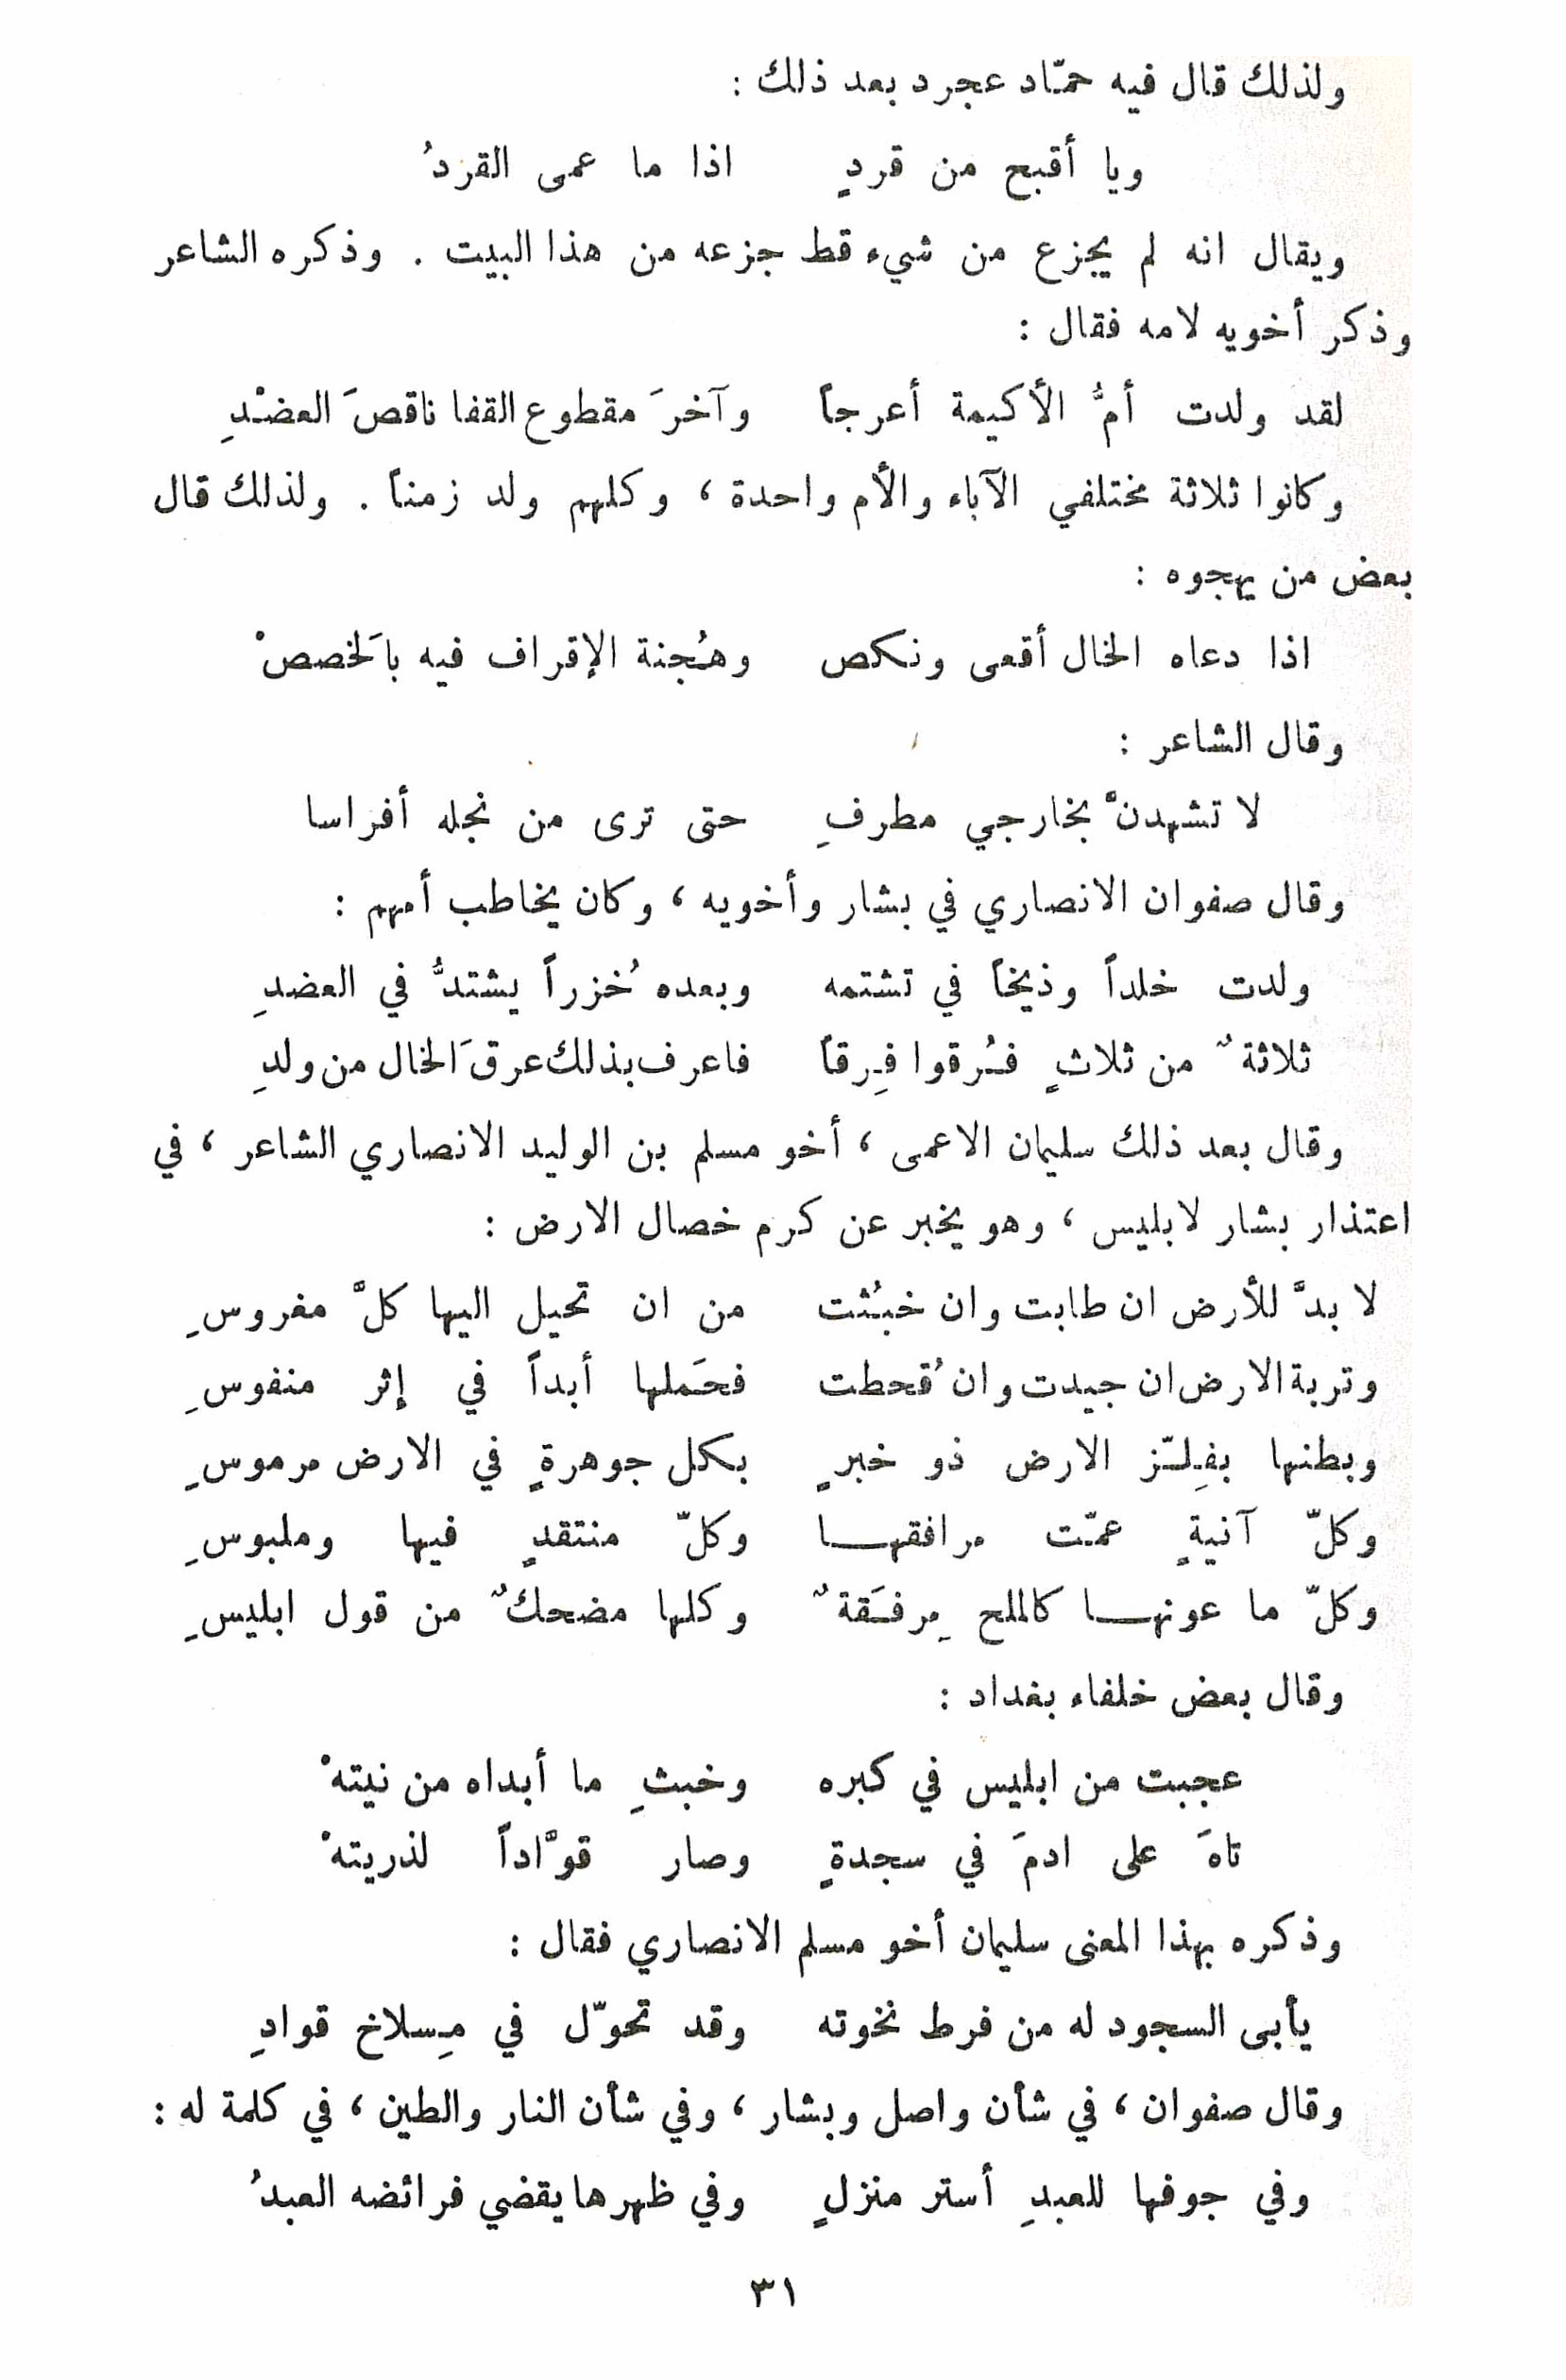 ولذلك قال فيه حمّاد عجرد بعد ذلك :
ويا أقبح من قردٍ اذا ما عمى القردُ
ويقال انه لم يجزع من شيء قط جزعه من هذا البيت . وذكره الشاعر
وذكر أخويه لامه فقال :
لقد ولدت أمُّ الأكيمة أعرجاً وآخرَ مقطوع القفا ناقصَ العضْدِ
وكانوا ثلاثة مختلفي الآباء والأم واحدة ، وكلهم ولد زمناً . ولذلك قال
بعض من يهجوه :
اذا دعاه الخال أقعى ونكص وهُجنة الإقراف فيه بالَخصصْ
وقال الشاعر :
لا تشهدنّْ بخارجي مطرفِ حتى ترى من نجله أفراسا
وقال صفوان الانصاري في بشار وأخويه ، وكان يخاطب أمهم :
ولدت خلداً وذيخاً في تشتمه وبعده خُزراً يشتدُّ في العضدِ
ثلاثةٌ من ثلاثٍ فُرقوا فِرقاً فاعرف بذلك عرقَ الخال من ولدِ
وقال بعد ذلك سليمان الاعمى ، أخو مسلم بن الوليد الانصاري الشاعر ، في
اعتذار بشار لابليس ، وهو يخبر عن كرم خصال الارض :
لا بدَّ للأرض ان طابت وان خبُثت من ان تحيل اليها كلَّ مغروسِ
وتربة الارض ان جيدت وان قُحطت فحَملها أبداً في إثر منفوسِ
وبطنها بفِلّز الارض ذو خبرٍ بكل جوهرةٍ في الارض مرموسِ
وكلّ آنيةٍ عمّت مرافقها وكلّ منتقدٍ فيها وملبوسِ
وكلّ ما عونها كالملح مِرفَقةٌ وكلها مضحكٌ من قول ابليسِ
وقال بعض خلفاء بغداد :
عجبت من ابليس في كبره وخبثِ ما أبداه من نيتهْ
تاهَ على ادمَ في سجدةٍ وصار قوَّاداً لذريتهْ
وذكره بهذا المعنى سليمان أخو مسلم الانصاري فقال :
يأبى السجود له من فرط نخوته وقد تحوّل في مِسلاخ قوادِ
وقال صفوان ، في شأن واصل وبشار ، وفي شأن النار والطين ، في كلمة له :
وفي جوفها للعبدِ أستر منزلٍ وفي ظهرها يقضي فرائضه العبدُ
٣١